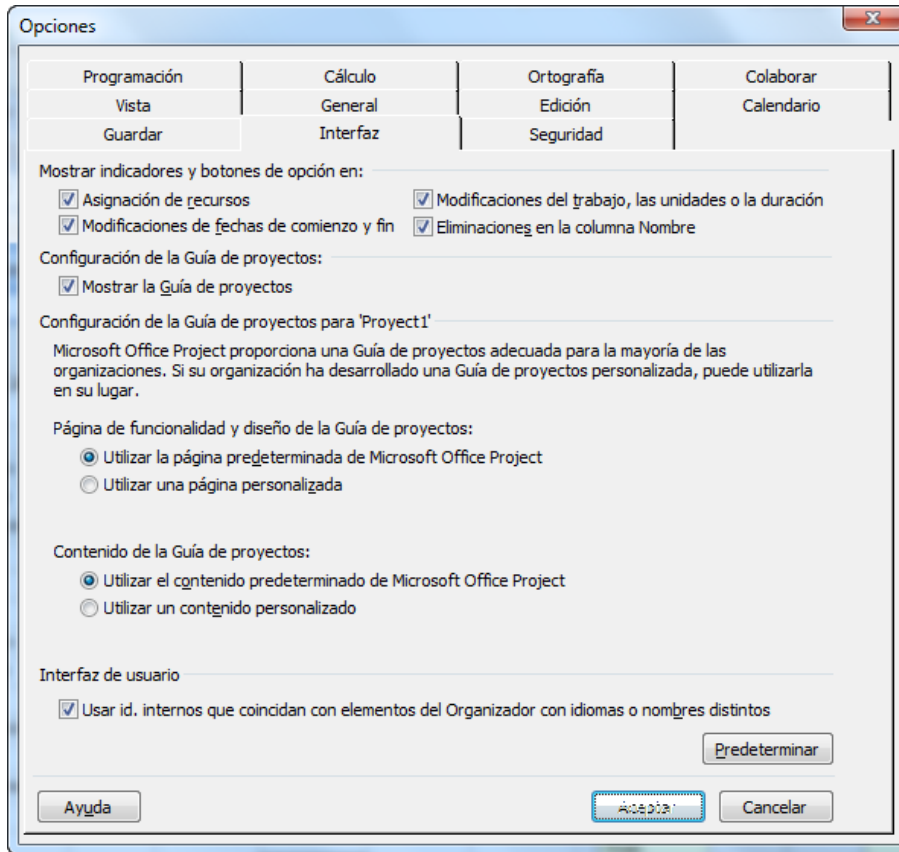 Opciones
Programación Cálculo Ortografía Colaborar
Vista General Edición Calendario
Guardar Interfaz Seguridad
Mostrar indicadores y botones de opción en:
Asignación de recursos Modificaciones del trabajo, las unidades o la duración
Modificaciones de fechas de comienzo y fin Eliminaciones en la columna Nombre
Configuración de la Guía de proyectos:
Mostrar la Guía de proyectos
Configuración de la Guía de proyectos para 'Proyect1'
Microsoft Office Project proporciona una Guía de proyectos adecuada para la mayoría de las
organizaciones. Si su organización ha desarrollado una Guía de proyectos personalizada, puede utilizarla
en su lugar.
Página de funcionalidad y diseño de la Guía de proyectos:
Utilizar la página predeterminada de Microsoft Office Project
Utilizar una página personalizada
Contenido de la Guía de proyectos:
Utilizar el contenido predeterminado de Microsoft Office Project
Utilizar un contenido personalizado
Interfaz de usuario
Usar id. internos que coincidan con elementos del Organizador con idiomas o nombres distintos
Predeterminar
Ayuda Aceptar Cancelar